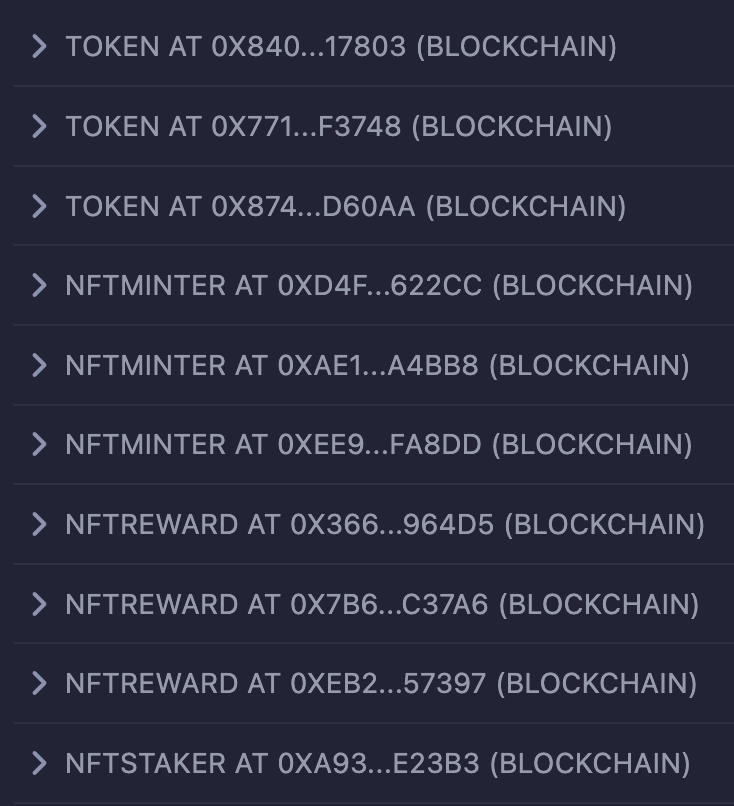 TOKEN AT 0X840...17803 (BLOCKCHAIN)
TOKEN AT 0X771...F3748 (BLOCKCHAIN)
TOKEN AT 0X874...D60AA (BLOCKCHAIN)
NFTMINTER AT 0XD4F...622CC (BLOCKCHAIN)
NFTMINTER AT 0XAE1...A4BB8 (BLOCKCHAIN)
NFTMINTER AT 0XEE9...FA8DD (BLOCKCHAIN)
NFTREWARD AT 0X366...964D5 (BLOCKCHAIN)
NFTREWARD AT 0X7B6...C37A6 (BLOCKCHAIN)
NFTREWARD AT 0XEB2...57397 (BLOCKCHAIN)
NFTSTAKER AT 0XA93...E23B3 (BLOCKCHAIN)